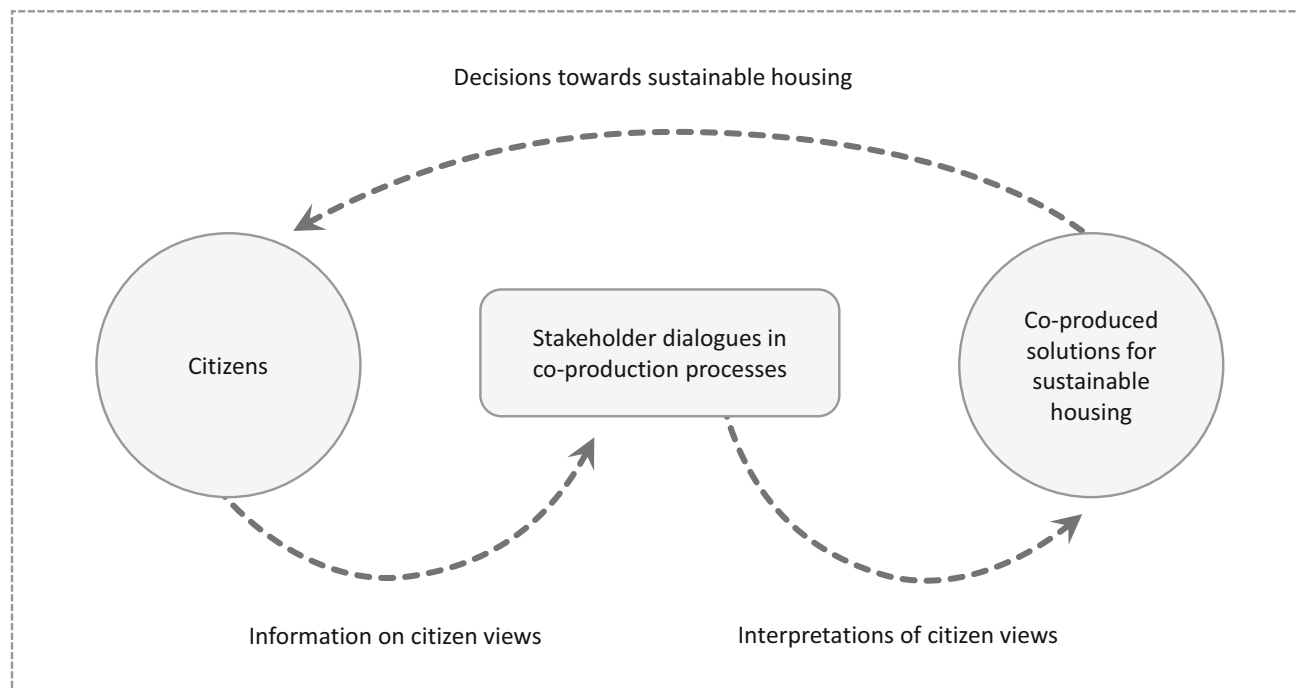 Decisions towards sustainable housing
Citizens
Stakeholder dialogues in
co-production processes
Co-produced
solutions for
sustainable
housing
Information on citizen views
Interpretations of citizen views